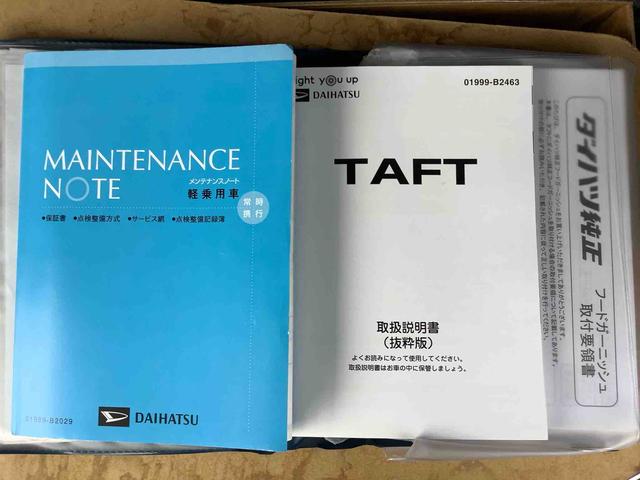 MAINTENANCE
NOTE
メンテナンスノート
軽乗用車
常時
携行
●保証書 ●点検整備方式 ●サービス網 ●点検整備記録簿
01999-B2029
DAIHATSU
light you up
01999-B2463
DAIHATSU
TAFT
取扱説明書
(抜粋版)
よくお読みになって使用してください。
取扱説明書はお車の中に保管しましょう。
ダイハツ純正
フードガーニッシュ
取付要領書